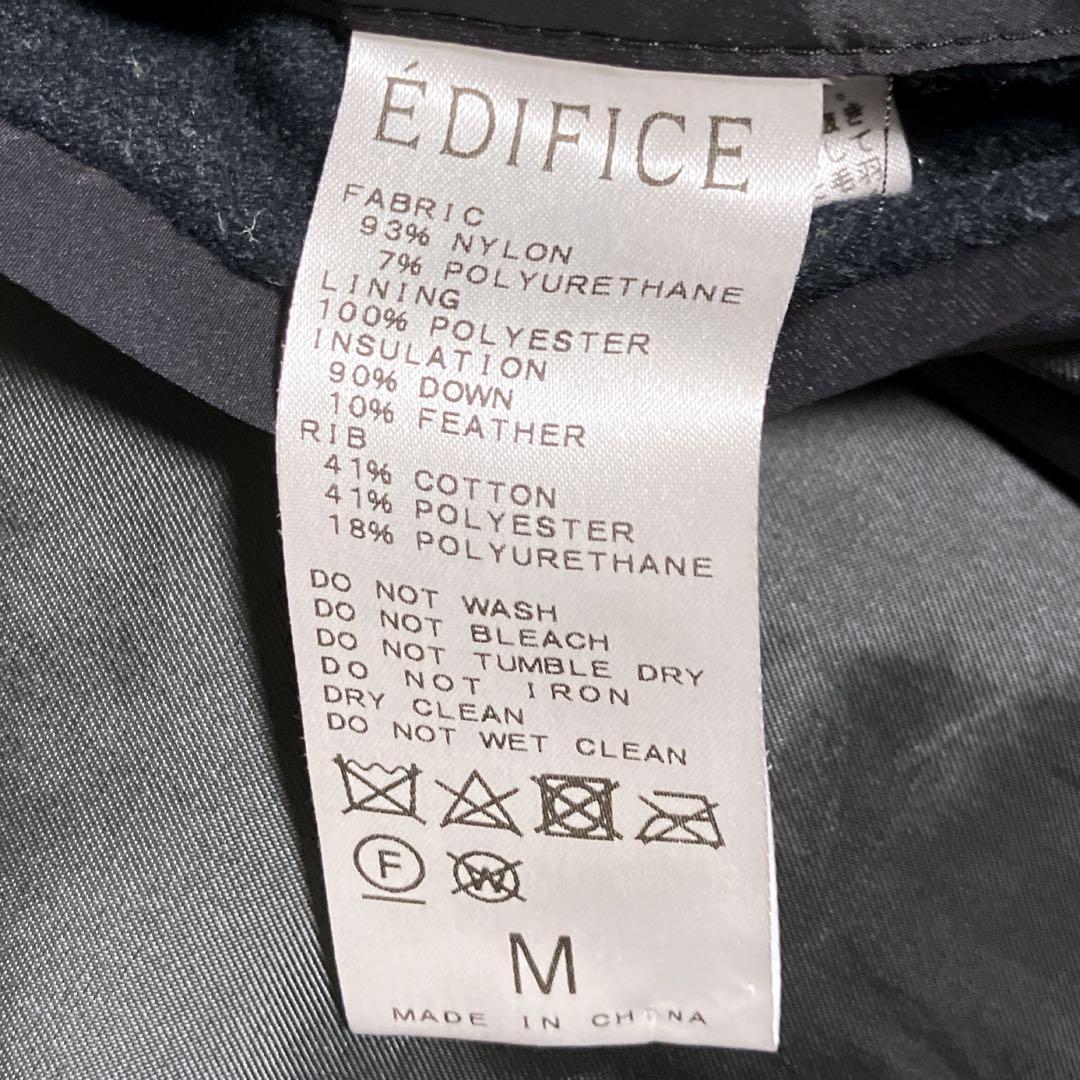 ÉDIFICE
FABRIC
93% NYLON
7% POLYURETHANE
LINING
100% POLYESTER
INSULATION
90% DOWN
10% FEATHER
RIB
41% COTTON
41% POLYESTER
18% POLYURETHANE
DO NOT WASH
DO NOT BLEACH
DO NOT TUMBLE DRY
DO NOT IRON
DRY CLEAN
DO NOT WET CLEAN
F W
M
MADE IN CHINA